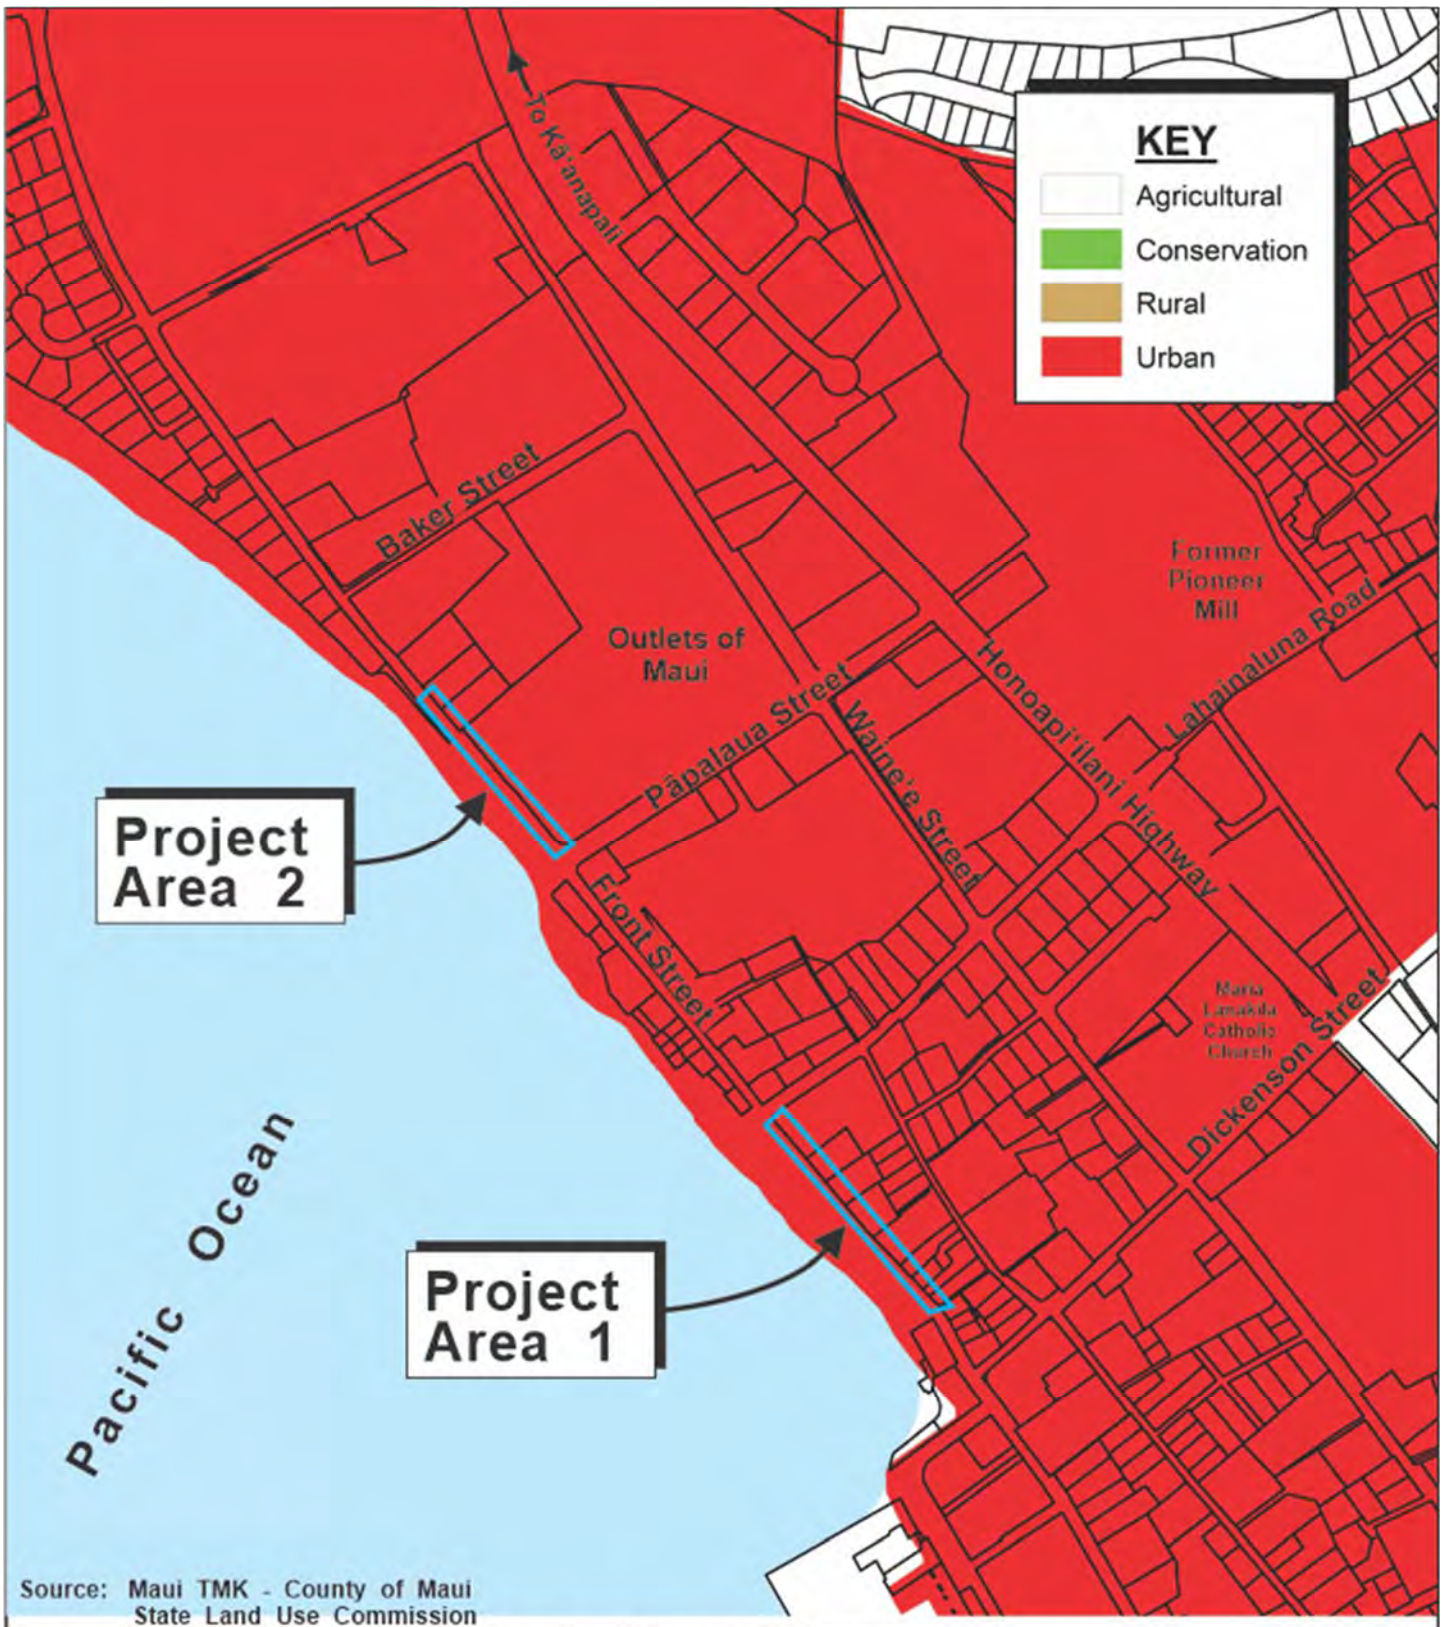 To Kā'anapali
KEY
Agricultural
Conservation
Rural
Urban
Baker Street
Former
Pioneer
Mill
Outlets of
Maui
Lahainaluna Road
Honoapi'ilani Highway
Pāpalaua Street
Waine'e Street
Project
Area 2
Front Street
Maria
Lanakila
Catholic
Church
Dickenson Street
Pacific Ocean
Project
Area 1
Source: Maui TMK - County of Maui
State Land Use Commission